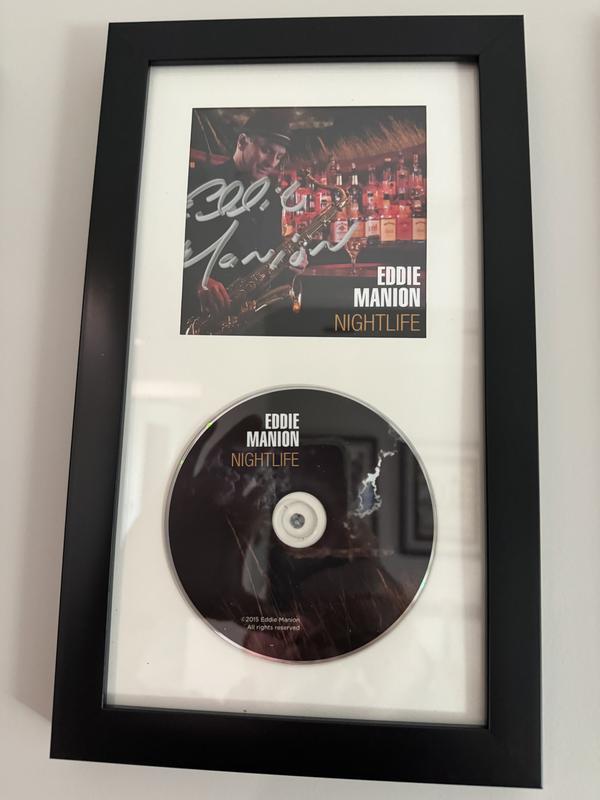 Eddie
Manion
EDDIE
MANION
NIGHTLIFE
EDDIE
MANION
NIGHTLIFE
©2015 Eddie Manion
All rights reserved